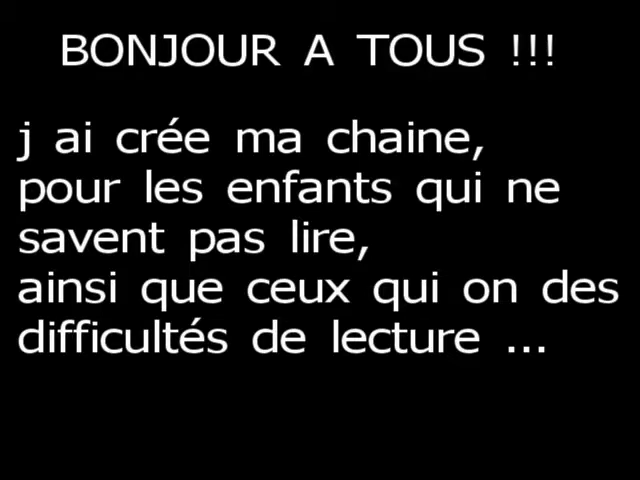 BONJOUR A TOUS !!!
j ai crée ma chaine,
pour les enfants qui ne
savent pas lire,
ainsi que ceux qui on des
difficultés de lecture ...